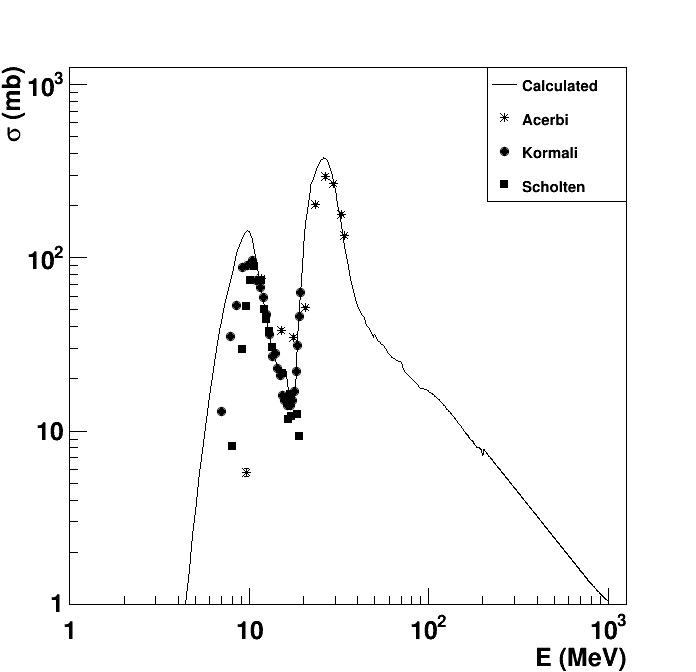 σ (mb)
10³
10²
10
1
Calculated
Acerbi
Kormali
Scholten
1
10
10²
10³
E (MeV)